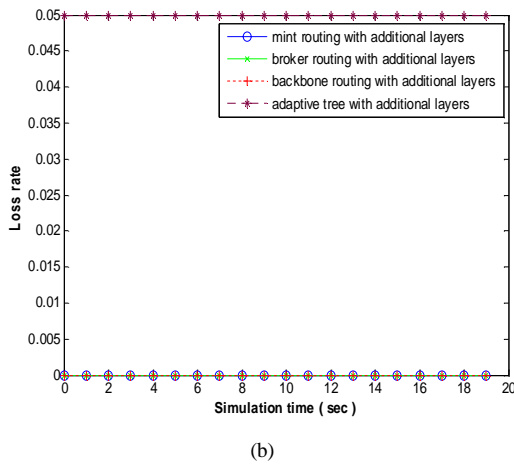 0.05
0.045
0.04
0.035
0.03
0.025
0.02
0.015
0.01
0.005
0
Loss rate
mint routing with additional layers
broker routing with additional layers
backbone routing with additional layers
adaptive tree with additional layers
0 2 4 6 8 10 12 14 16 18 20
Simulation time ( sec )
(b)